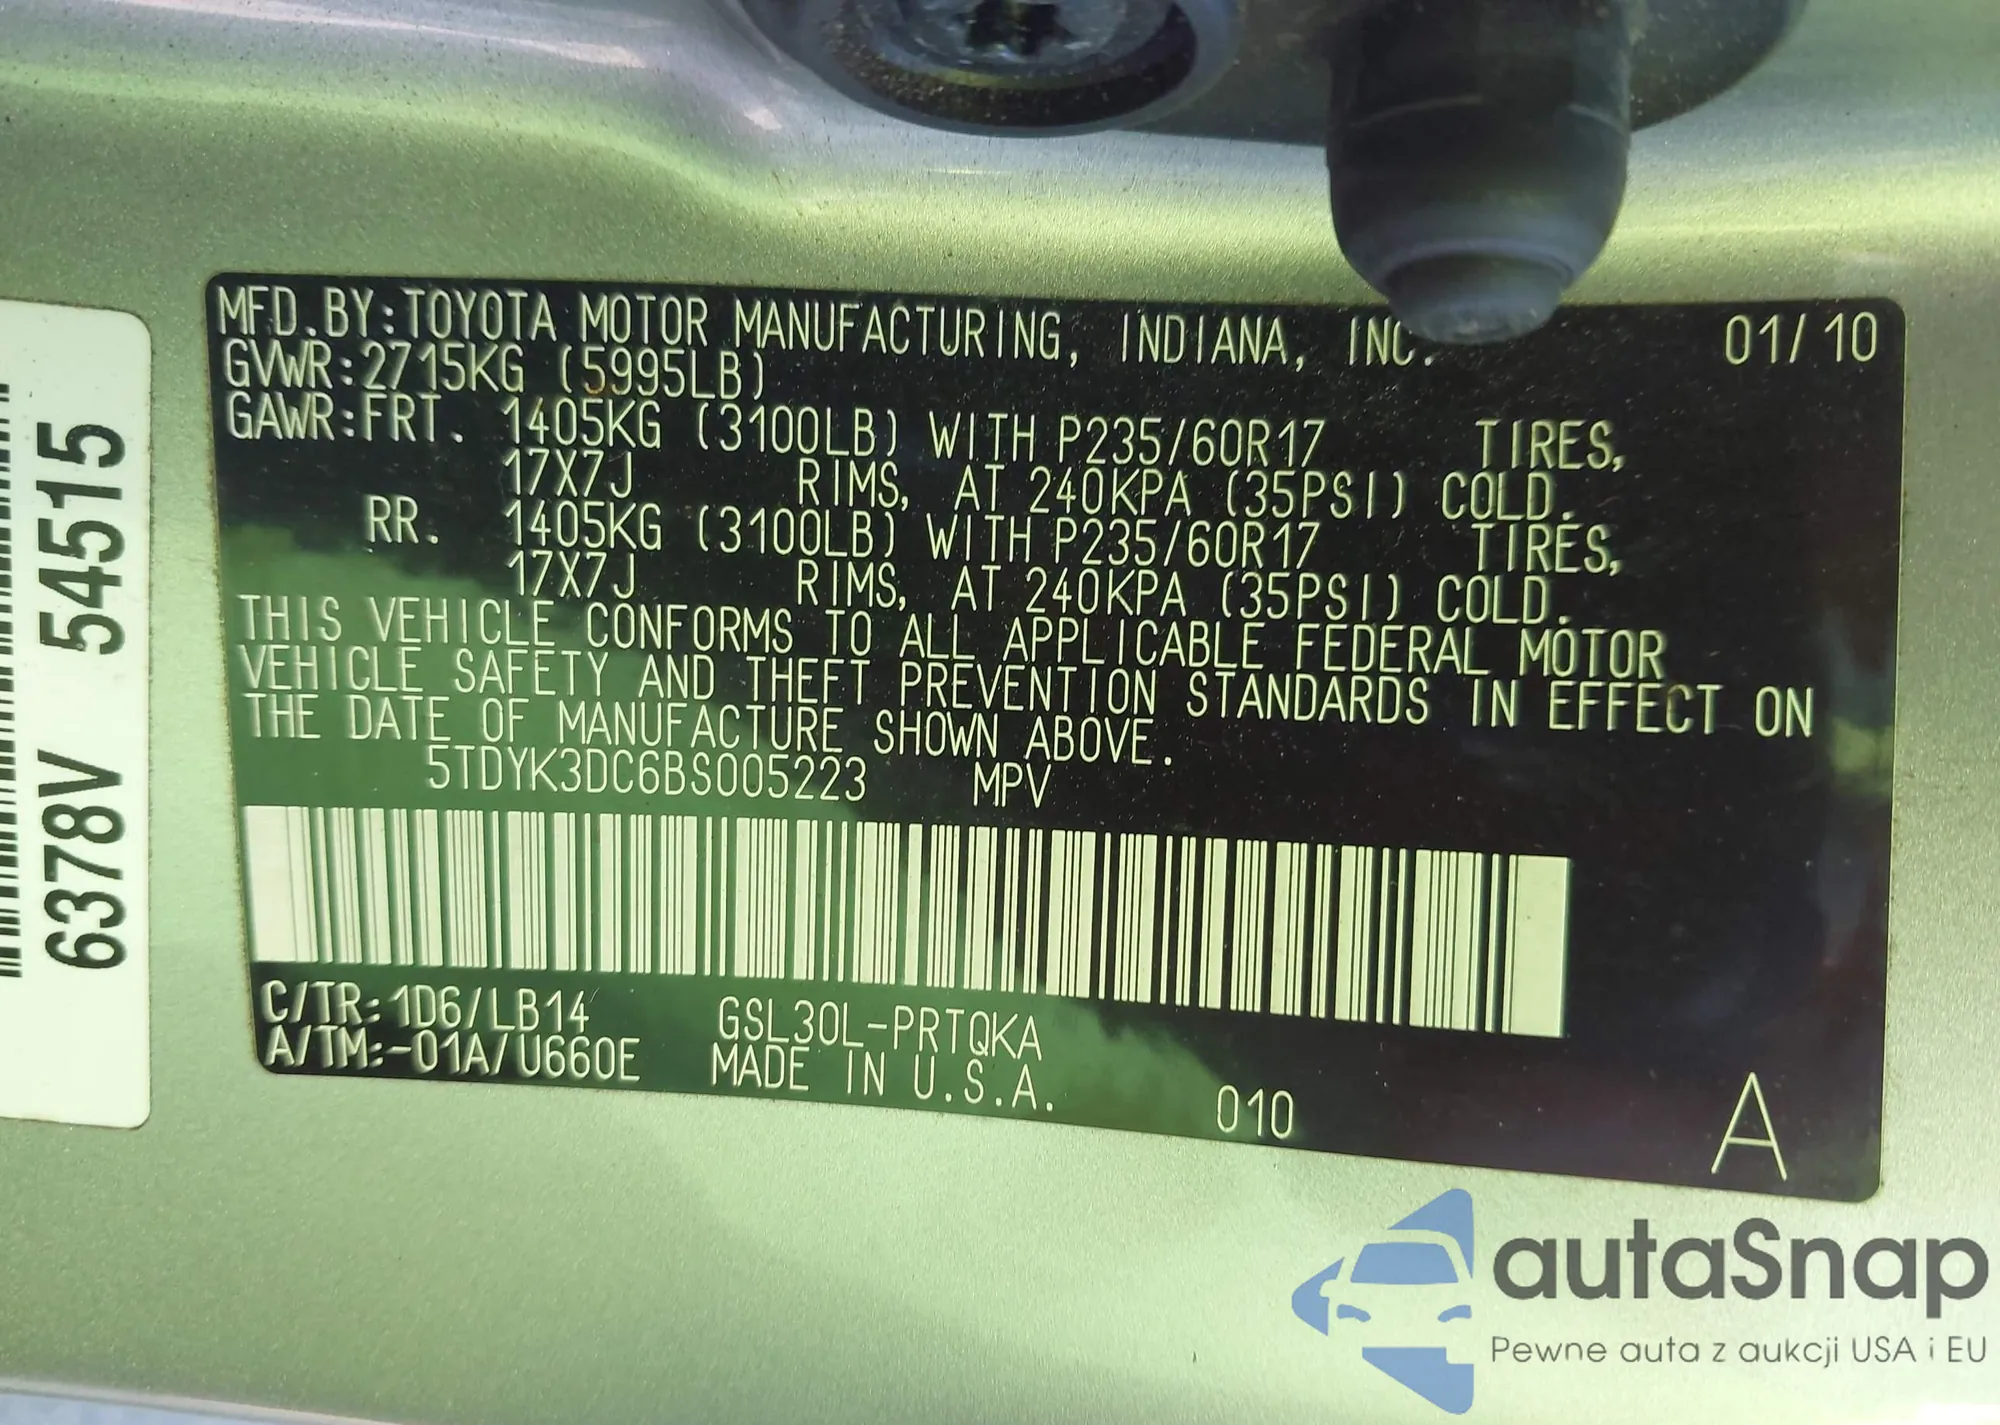 MFD. BY: TOYOTA MOTOR MANUFACTURING, INDIANA, INC. 01/10
GVWR: 2715KG (5995LB)
GAWR: FRT. 1405KG (3100LB) WITH P235/60R17 TIRES,
17X7J RIMS, AT 240KPA (35PSI) COLD.
RR. 1405KG (3100LB) WITH P235/60R17 TIRES,
17X7J RIMS, AT 240KPA (35PSI) COLD.
THIS VEHICLE CONFORMS TO ALL APPLICABLE FEDERAL MOTOR
VEHICLE SAFETY AND THEFT PREVENTION STANDARDS IN EFFECT ON
THE DATE OF MANUFACTURE SHOWN ABOVE.
5TDYK3DC6BS005223 MPV
C/TR: 1D6/LB14 GSL30L-PRTQKA
A/TM:-01A/U660E MADE IN U.S.A.
010
A
6378V 54515
autaSnap
Pewne auta z aukcji USA i EU